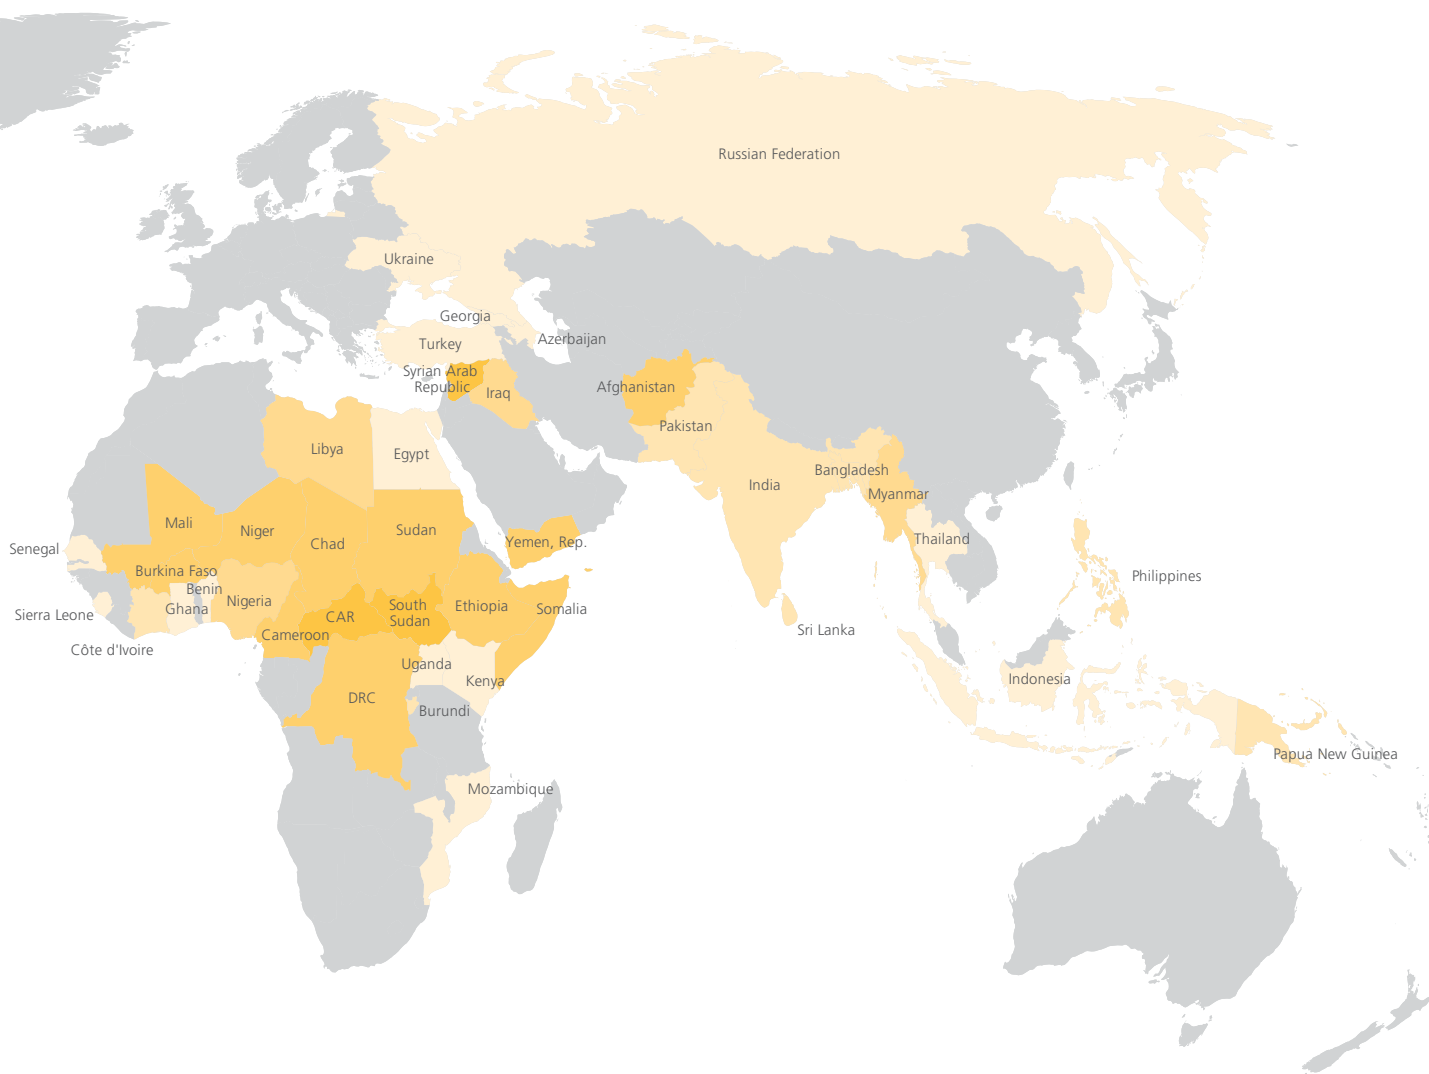 Russian Federation
Ukraine
Georgia
Azerbaijan
Turkey
Syrian Arab
Republic
Iraq
Afghanistan
Pakistan
Libya
Egypt
India
Bangladesh
Myanmar
Mali
Niger
Chad
Sudan
Yemen, Rep.
Thailand
Senegal
Burkina Faso
Benin
Philippines
Sierra Leone
Ghana
Nigeria
CAR
South
Sudan
Ethiopia
Somalia
Sri Lanka
Cameroon
Côte d'Ivoire
Uganda
Kenya
Indonesia
DRC
Burundi
Papua New Guinea
Mozambique